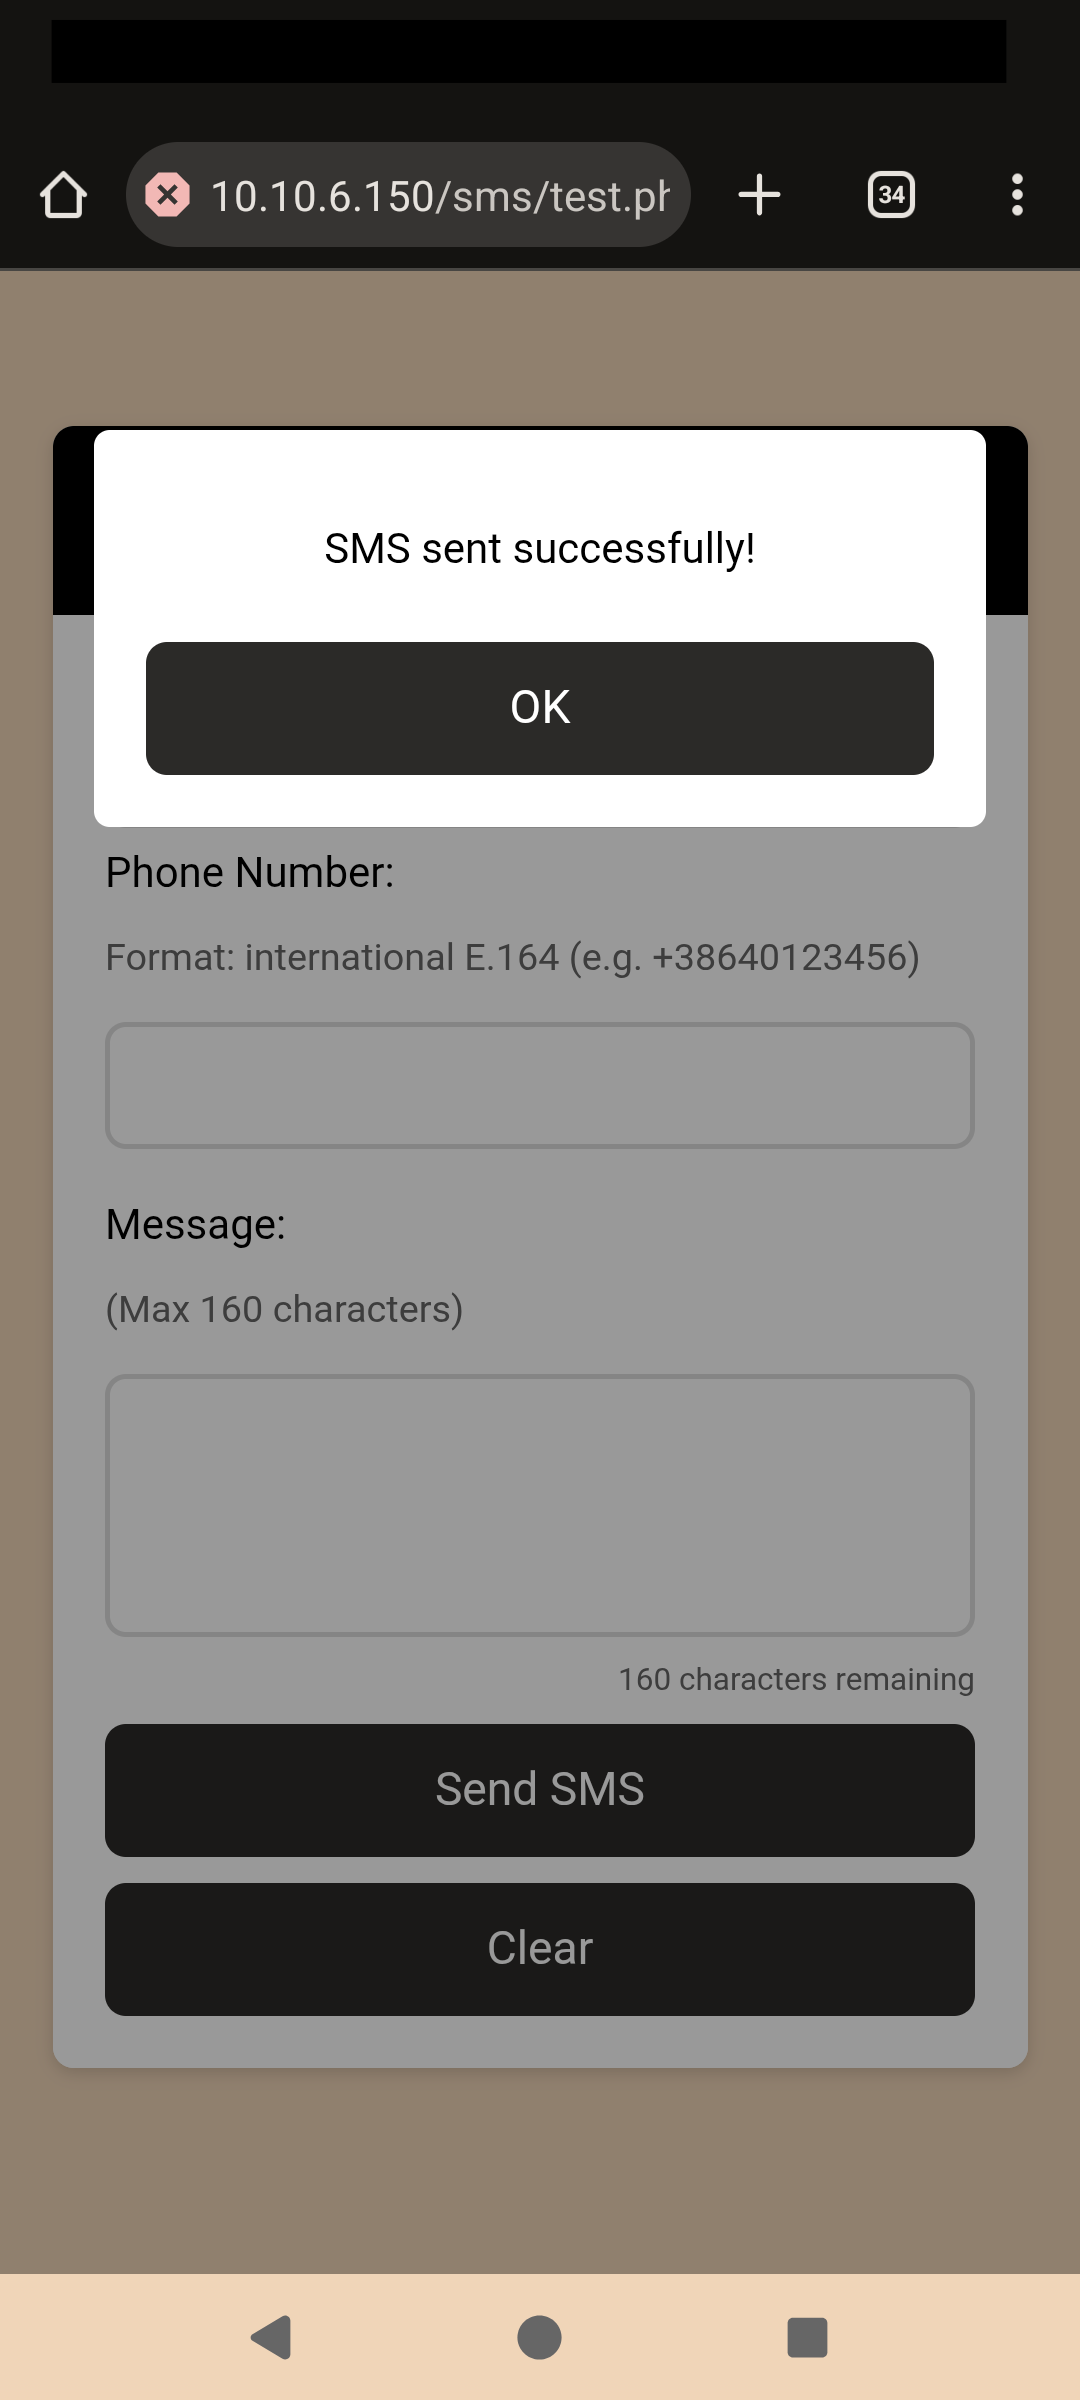 10.10.6.150/sms/test.ph
34
SMS sent successfully!
OK
Phone Number:
Format: international E.164 (e.g. +38640123456)
Message:
(Max 160 characters)
160 characters remaining
Send SMS
Clear